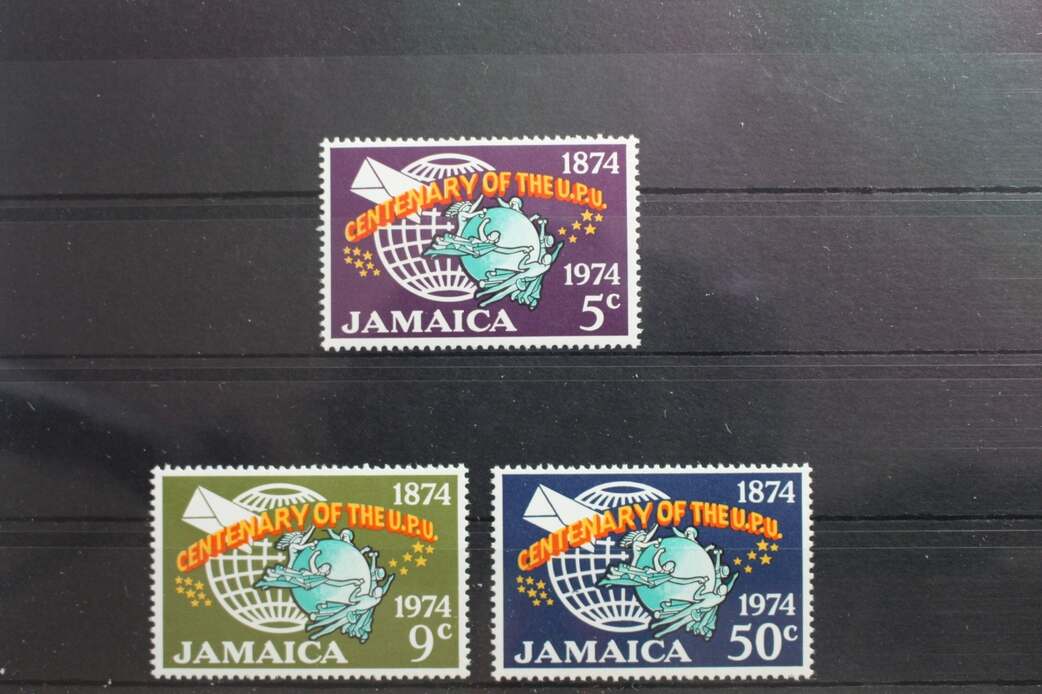 1874
CENTENARY OF THE U.P.U.
1974
5c
JAMAICA
1874
CENTENARY OF THE U.P.U.
1974
9c
JAMAICA
1874
CENTENARY OF THE U.P.U.
1974
50c
JAMAICA